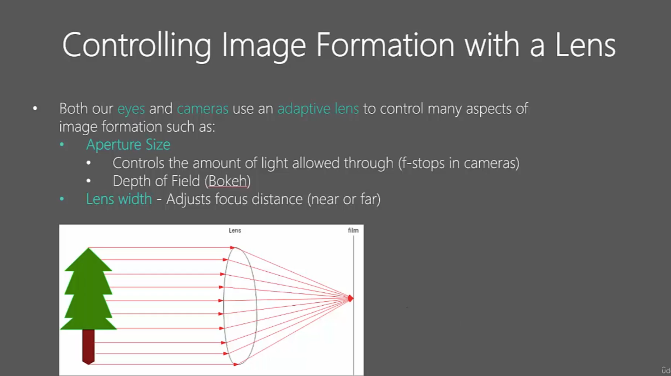 Controlling Image Formation with a Lens
• Both our eyes and cameras use an adaptive lens to control many aspects of
image formation such as:
• Aperture Size
• Controls the amount of light allowed through (f-stops in cameras)
• Depth of Field (Bokeh)
• Lens width - Adjusts focus distance (near or far)
Lens film